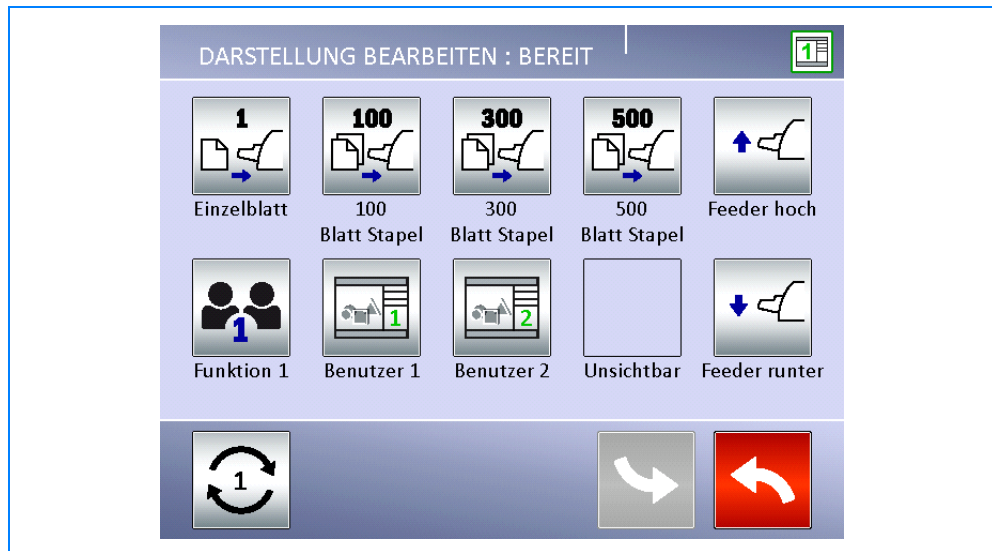 DARSTELLUNG BEARBEITEN : BEREIT
1
1
100
300
500
Einzelblatt
100
Blatt Stapel
300
Blatt Stapel
500
Blatt Stapel
Feeder hoch
1
1
2
Funktion 1
Benutzer 1
Benutzer 2
Unsichtbar
Feeder runter
1